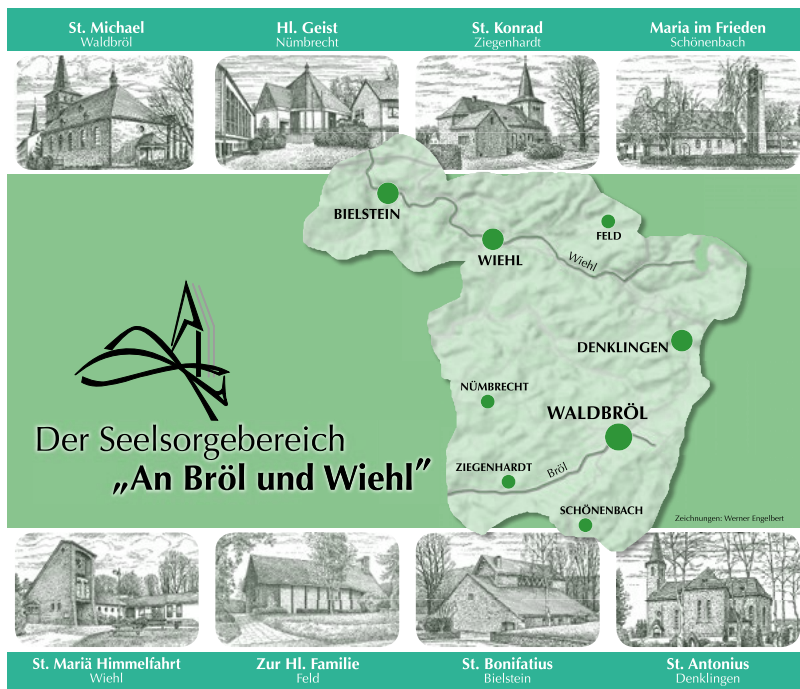 St. Michael
Waldbröl
Hl. Geist
Nümbrecht
St. Konrad
Ziegenhardt
Maria im Frieden
Schönenbach
BIELSTEIN
WIEHL
FELD
Wiehl
DENKLINGEN
NÜMBRECHT
WALDBRÖL
ZIEGENHARDT
Bröl
SCHÖNENBACH
Der Seelsorgebereich
„An Bröl und Wiehl”
Zeichnungen: Werner Engelbert
St. Mariä Himmelfahrt
Wiehl
Zur Hl. Familie
Feld
St. Bonifatius
Bielstein
St. Antonius
Denklingen